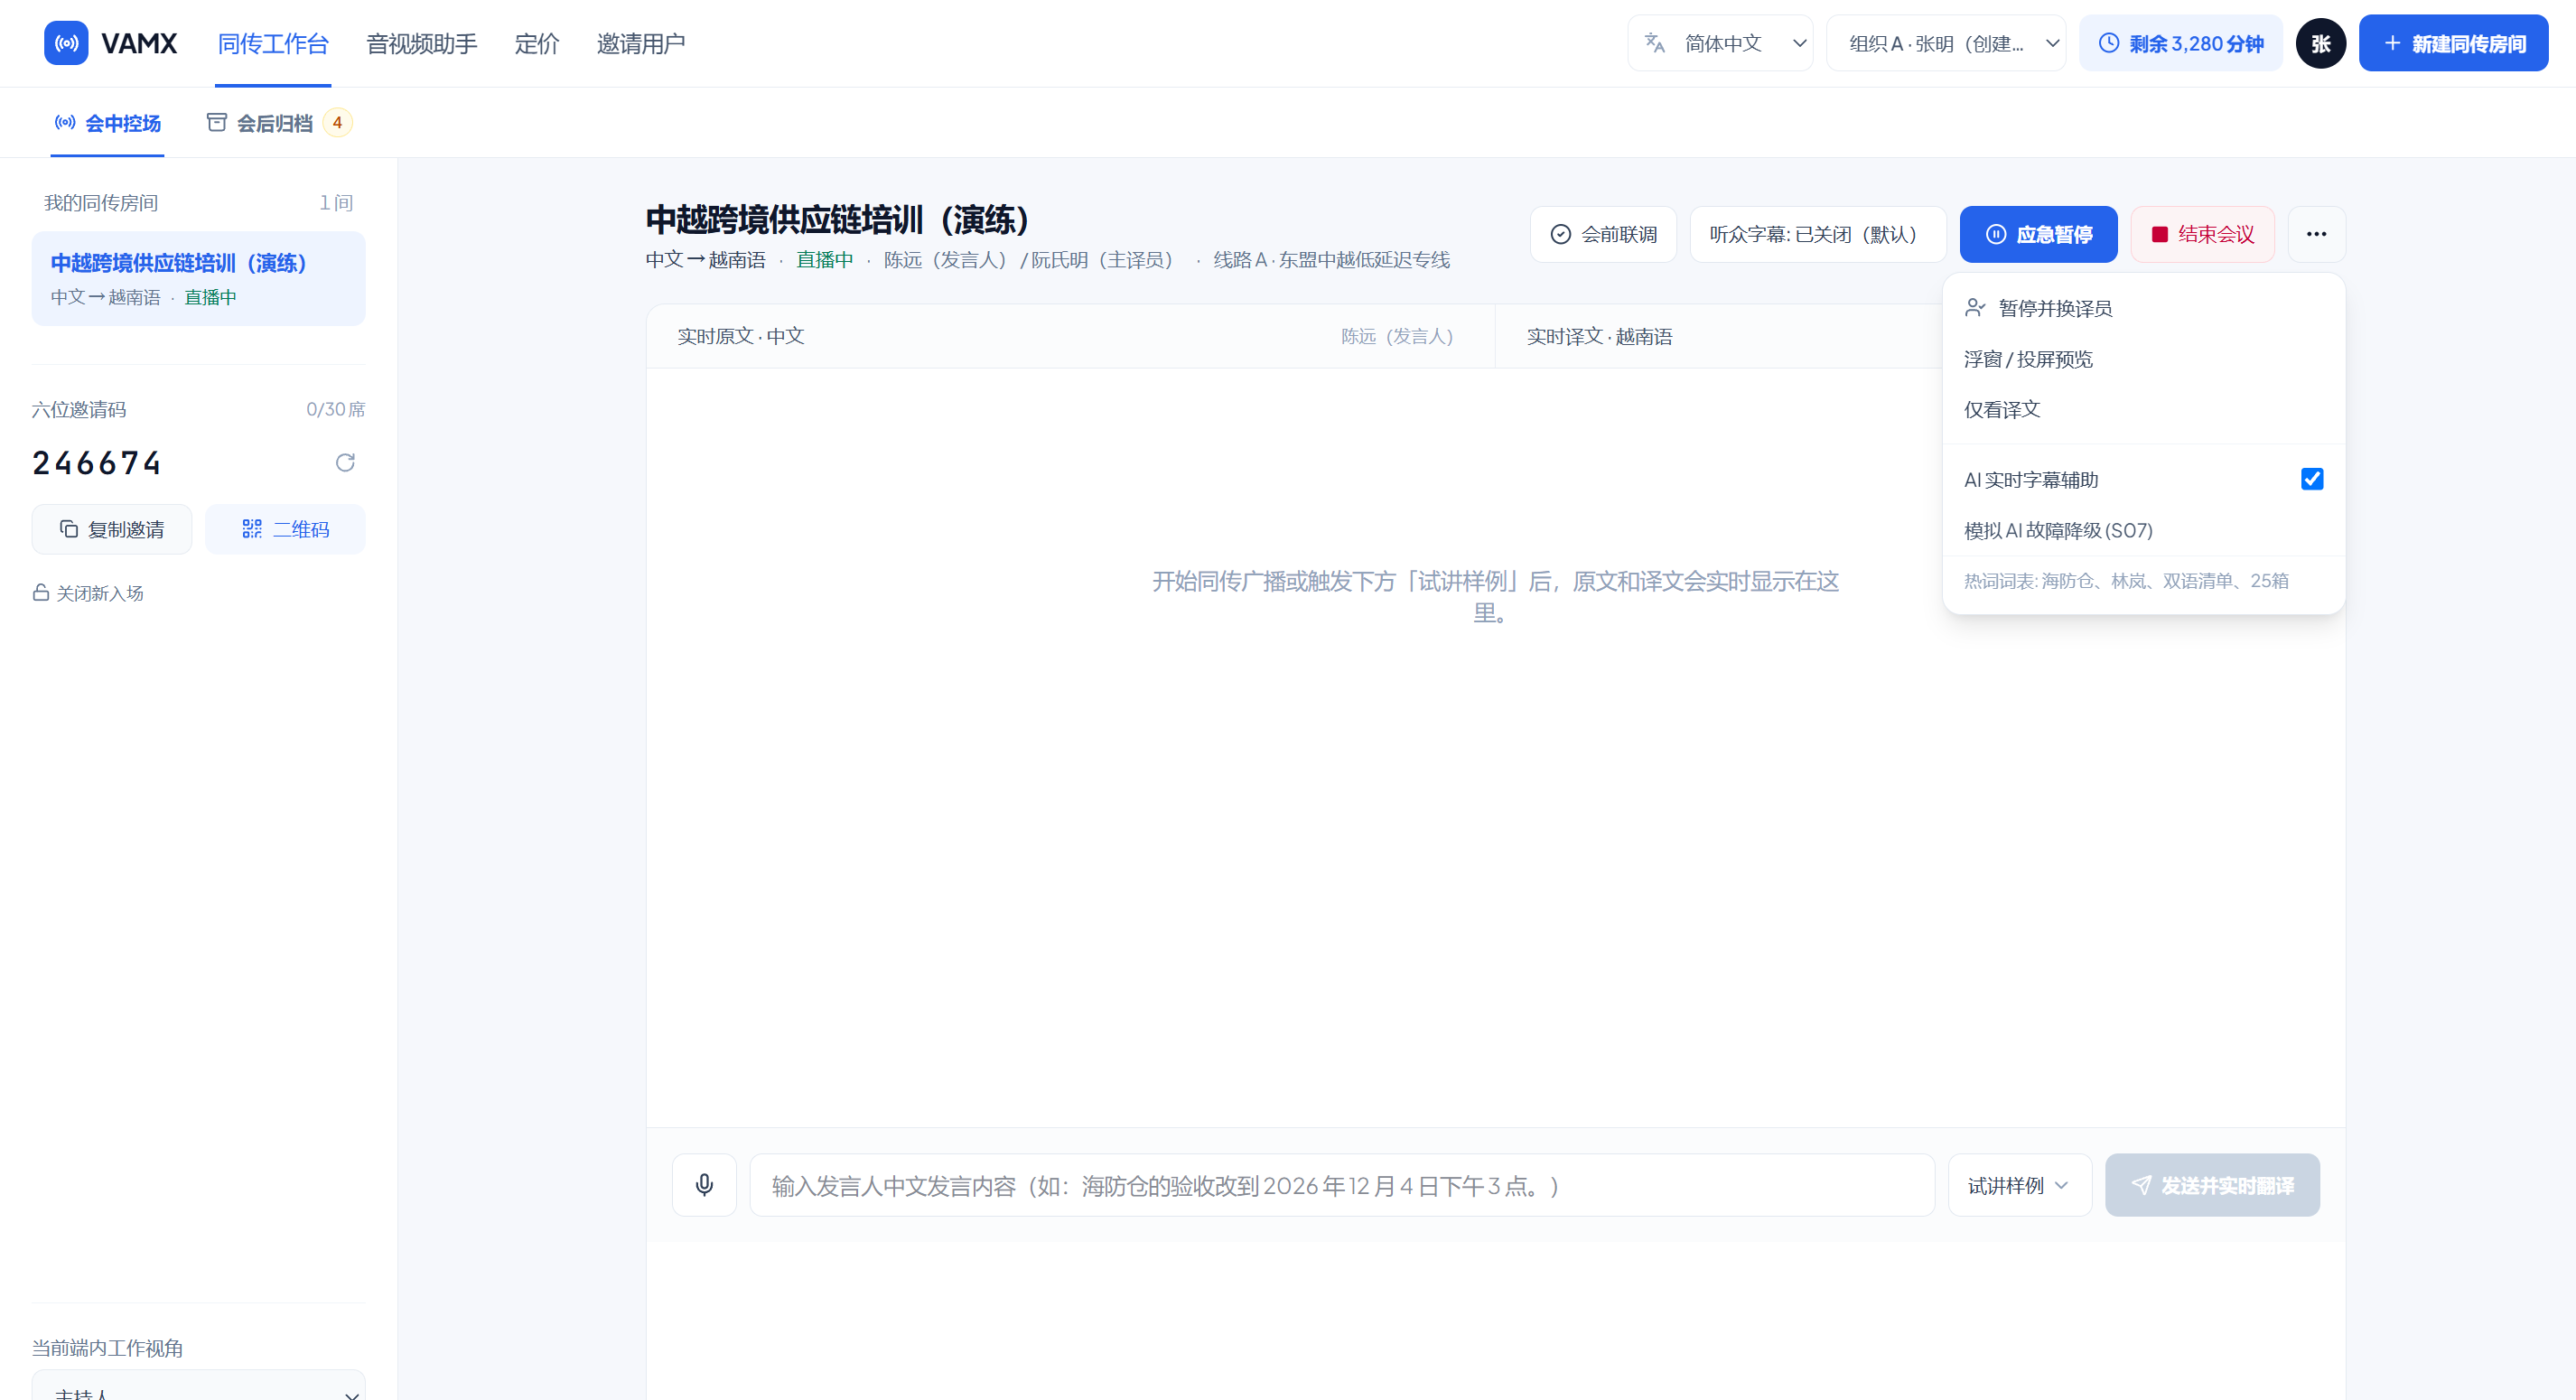 VAMX
同传工作台
音视频助手
定价
邀请用户
简体中文
组织 A · 张明（创建...
剩余 3,280 分钟
张
新建同传房间
会中控场
会后归档 4
我的同传房间 1 间
中越跨境供应链培训（演练）
中文 → 越南语 · 直播中
六位邀请码 0/30 席
246674
复制邀请
二维码
关闭新入场
当前端内工作视角
主持人
中越跨境供应链培训（演练）
中文 → 越南语 · 直播中 · 陈远（发言人） / 阮氏明（主译员） · 线路 A · 东盟中越低延迟专线
会前联调
听众字幕: 已关闭（默认）
应急暂停
结束会议
暂停并换译员
浮窗 / 投屏预览
仅看译文
AI 实时字幕辅助
模拟 AI 故障降级 (S07)
热词词表: 海防仓、林岚、双语清单、25箱
实时原文 · 中文
陈远（发言人）
实时译文 · 越南语
开始同传广播或触发下方「试讲样例」后，原文和译文会实时显示在这
里。
输入发言人中文发言内容（如：海防仓的验收改到 2026 年 12 月 4 日下午 3 点。）
试讲样例
发送并实时翻译